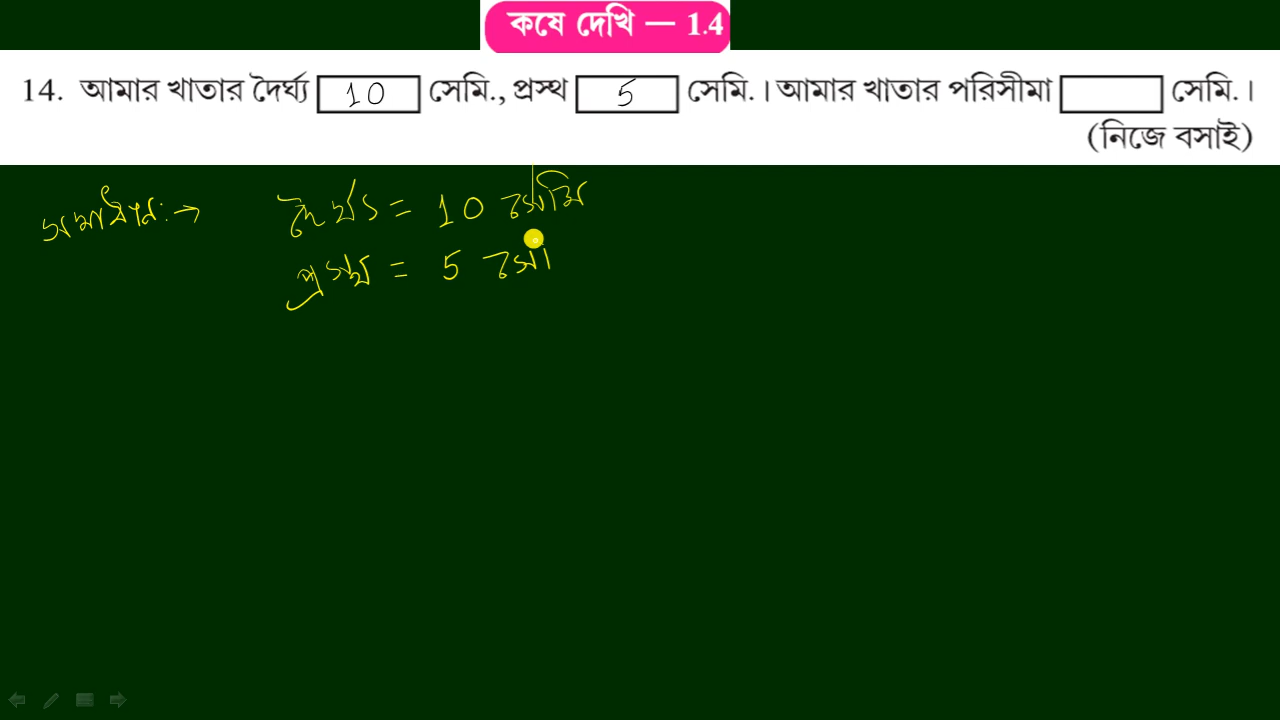 কষে দেখি — 1.4
14. আমার খাতার দৈর্ঘ্য 10 সেমি., প্রস্থ 5 সেমি.। আমার খাতার পরিসীমা সেমি.।
(নিজে বসাই)
সমাধান:→ দৈর্ঘ্য = 10 সেমি
প্রস্থ = 5 সে